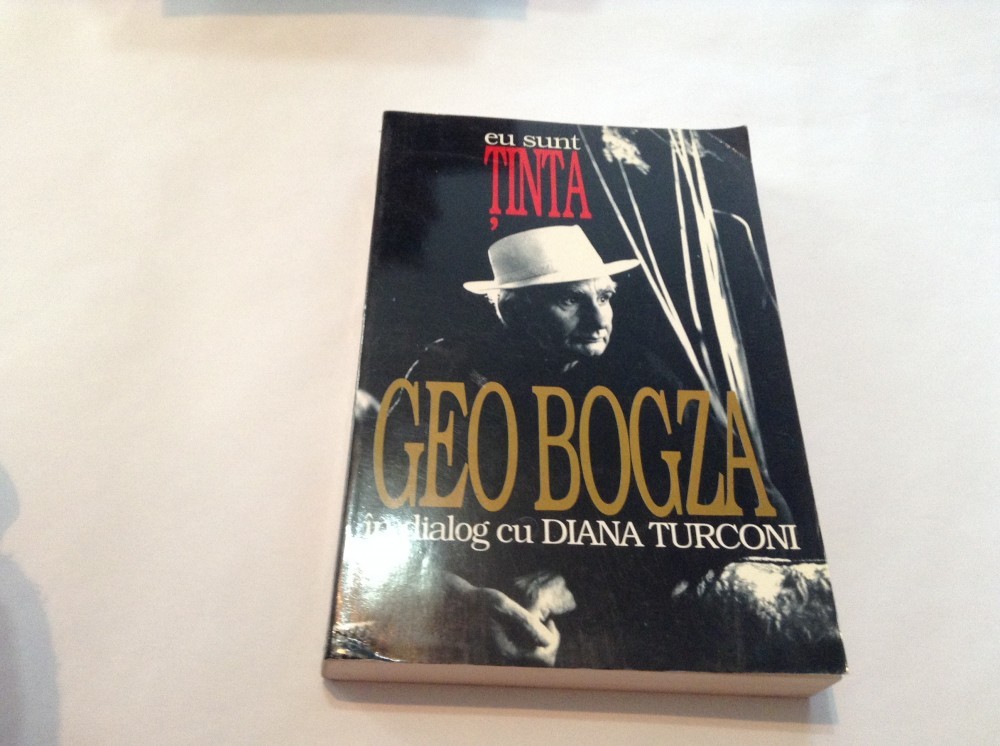 eu sunt
ȚINTA
GEO BOGZA
în dialog cu DIANA TURCONI